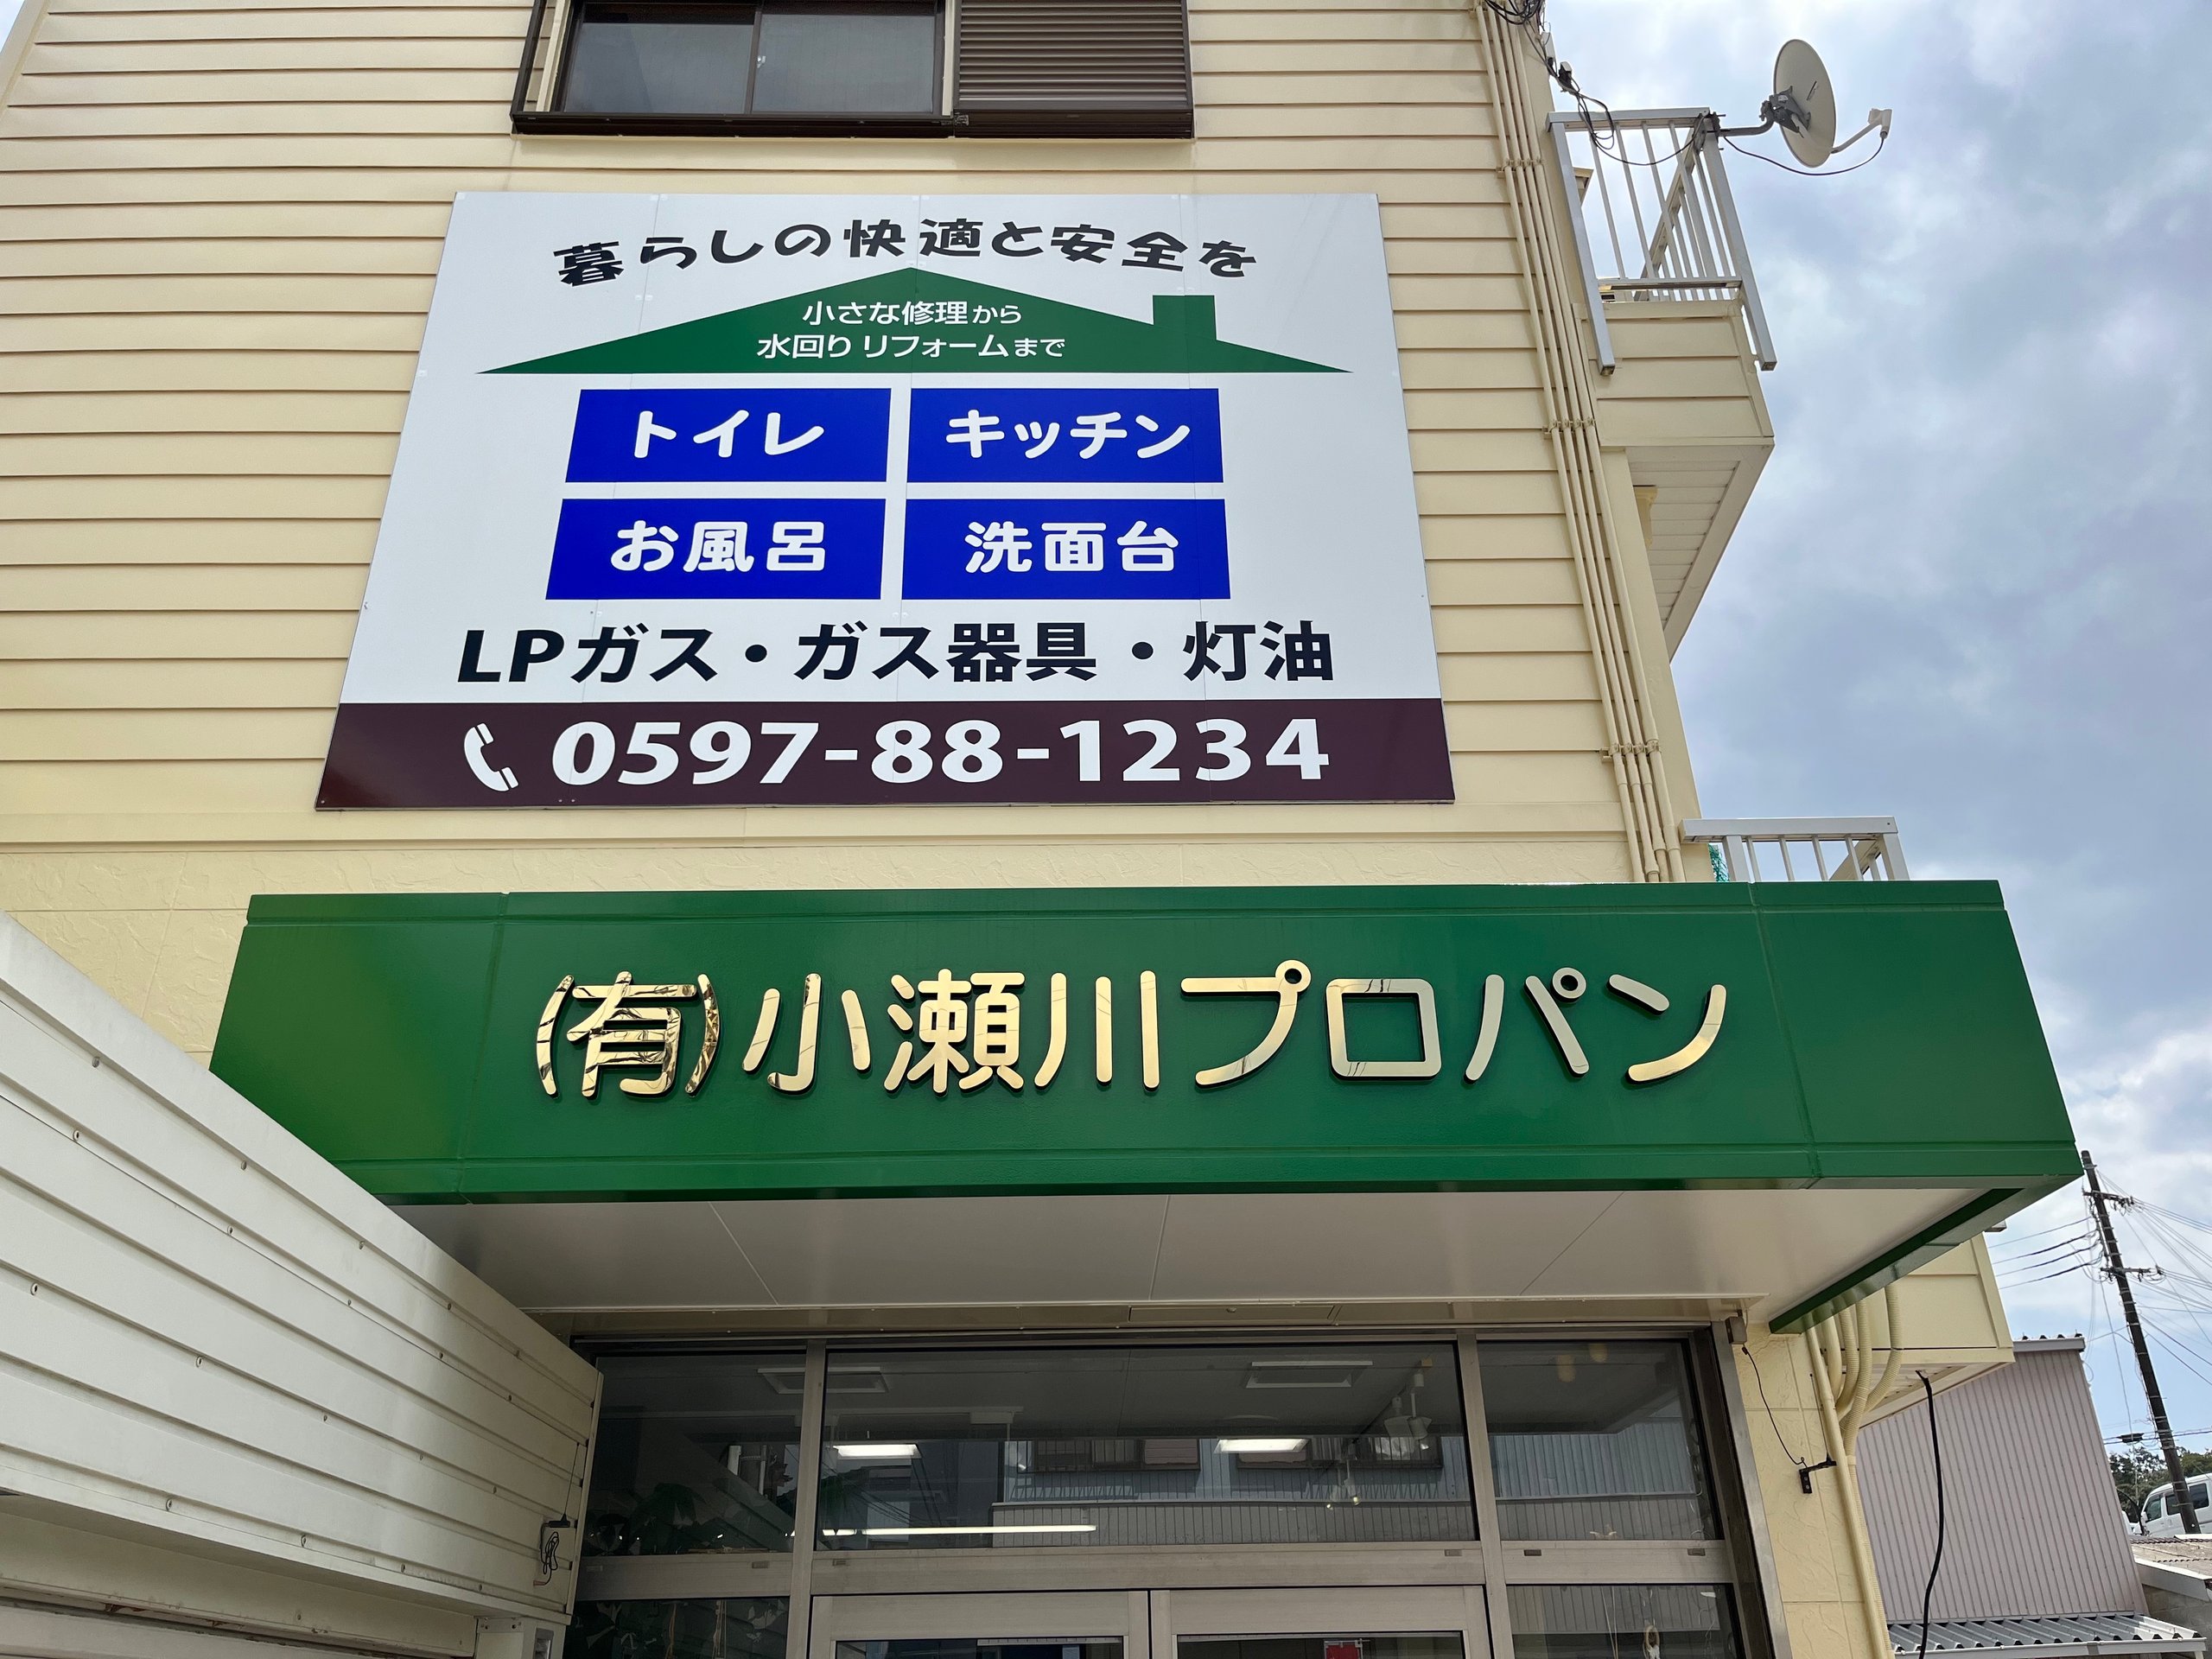 暮らしの快適と安全を
小さな修理から
水回りリフォームまで
トイレ キッチン
お風呂 洗面台
LPガス・ガス器具・灯油
0597-88-1234
(有)小瀬川プロパン